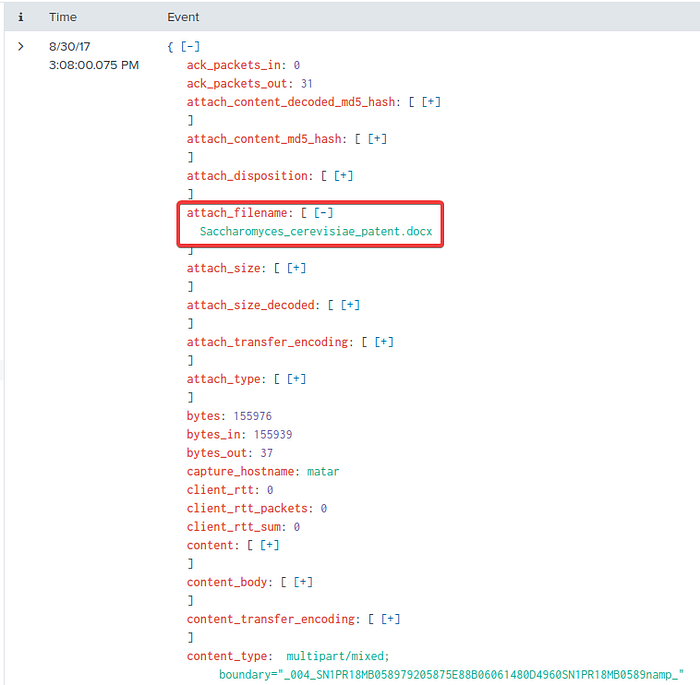 i Time Event
> 8/30/17 { [-]
3:08:00.075 PM ack_packets_in: 0
ack_packets_out: 31
attach_content_decoded_md5_hash: [ [+]
]
attach_content_md5_hash: [ [+]
]
attach_disposition: [ [+]
]
attach_filename: [ [-]
Saccharomyces_cerevisiae_patent.docx
]
attach_size: [ [+]
]
attach_size_decoded: [ [+]
]
attach_transfer_encoding: [ [+]
]
attach_type: [ [+]
]
bytes: 155976
bytes_in: 155939
bytes_out: 37
capture_hostname: matar
client_rtt: 0
client_rtt_packets: 0
client_rtt_sum: 0
content: [ [+]
]
content_body: [ [+]
]
content_transfer_encoding: [ [+]
]
content_type: multipart/mixed;
boundary="_004_SN1PR18MB058979205875E88B06061480D4960SN1PR18MB0589namp_"